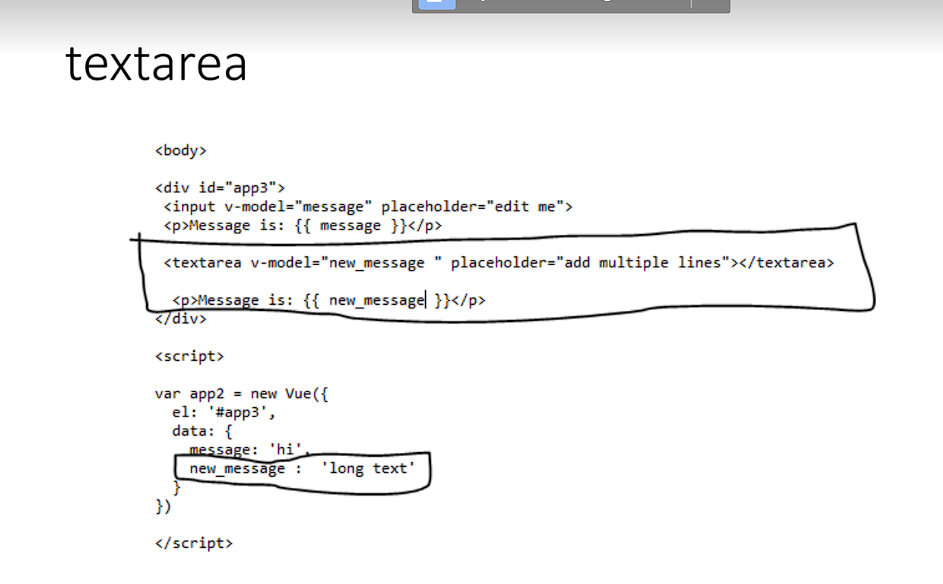 textarea
<body>
<div id="app3">
<input v-model="message" placeholder="edit me">
<p>Message is: {{ message }}</p>
<textarea v-model="new_message " placeholder="add multiple lines"></textarea>
<p>Message is: {{ new_message }}</p>
</div>
<script>
var app2 = new Vue({
el: '#app3',
data: {
message: 'hi',
new_message :  'long text'
}
})
</script>